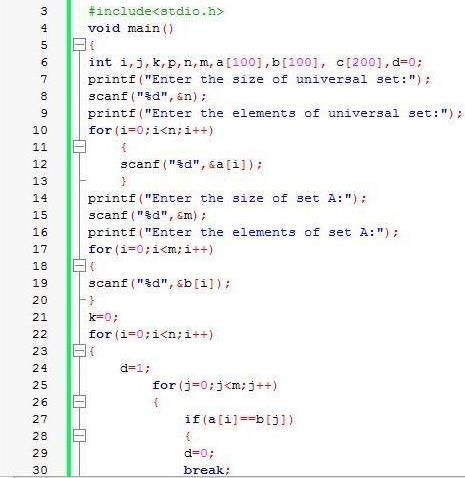 3 #include<stdio.h>
4 void main()
5 {
6 int i,j,k,p,n,m,a[100],b[100], c[200],d=0;
7 printf("Enter the size of universal set:");
8 scanf("%d",&n);
9 printf("Enter the elements of universal set:");
10 for(i=0;i<n;i++)
11 {
12 scanf("%d",&a[i]);
13 }
14 printf("Enter the size of set A:");
15 scanf("%d",&m);
16 printf("Enter the elements of set A:");
17 for(i=0;i<m;i++)
18 {
19 scanf("%d",&b[i]);
20 }
21 k=0;
22 for(i=0;i<n;i++)
23 {
24 d=1;
25 for(j=0;j<m;j++)
26 {
27 if(a[i]==b[j])
28 {
29 d=0;
30 break;